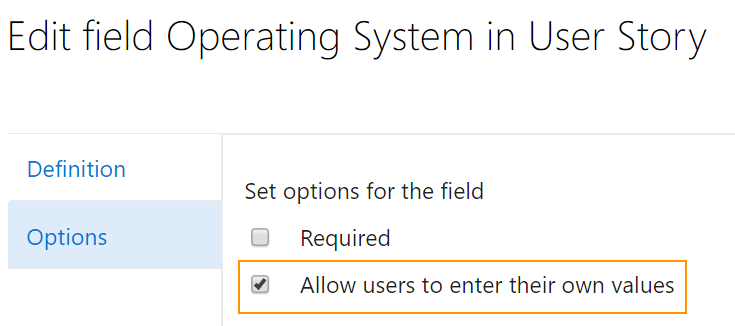 Edit field Operating System in User Story
Definition
Options
Set options for the field
Required
Allow users to enter their own values